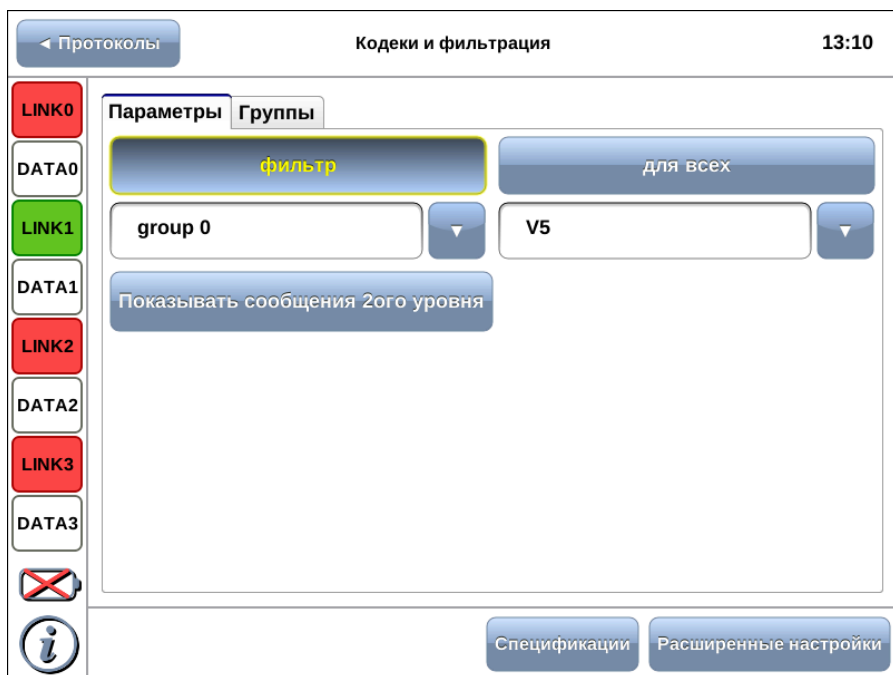 ◄ Протоколы
Кодеки и фильтрация
13:10
LINK0
DATA0
LINK1
DATA1
LINK2
DATA2
LINK3
DATA3
Параметры
Группы
фильтр
для всех
group 0
V5
Показывать сообщения 2ого уровня
i
Спецификации
Расширенные настройки